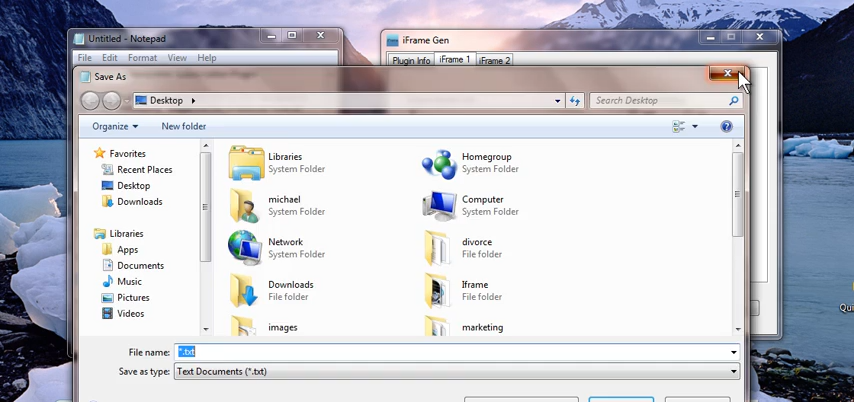 Untitled - Notepad
File Edit Format View Help
iFrame Gen
Plugin Info iFrame 1 iFrame 2
Save As
Desktop
Search Desktop
Organize
New folder
Favorites
Recent Places
Desktop
Downloads
Libraries
Apps
Documents
Music
Pictures
Videos
Libraries
System Folder
Homegroup
System Folder
michael
System Folder
Computer
System Folder
Network
System Folder
divorce
File folder
Downloads
File folder
Iframe
File folder
images
marketing
File name: *.txt
Save as type: Text Documents (*.txt)
Qui